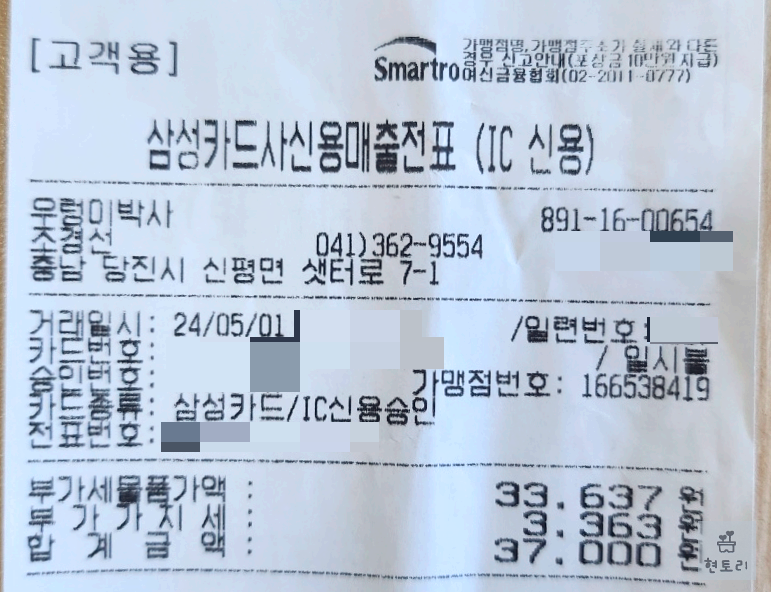 [고객용]
Smartro
가맹점명,가맹점주소가 실제와 다른
경우 신고안내(포상금 10만원 지급)
여신금융협회(02-2011-0777)
삼성카드사신용매출전표 (IC 신용)
우렁이박사 891-16-00654
조경선 041)362-9554
충남 당진시 신평면 샛터로 7-1
거래일시: 24/05/01 /일련번호:
카드번호: / 일시불
승인번호: 가맹점번호: 166538419
카드종류: 삼성카드/IC신용승인
전표번호:
부가세물품가액 : 33.637 원
부 가 가 치 세 : 3.363 원
합 계 금 액 : 37.000 원
현토리